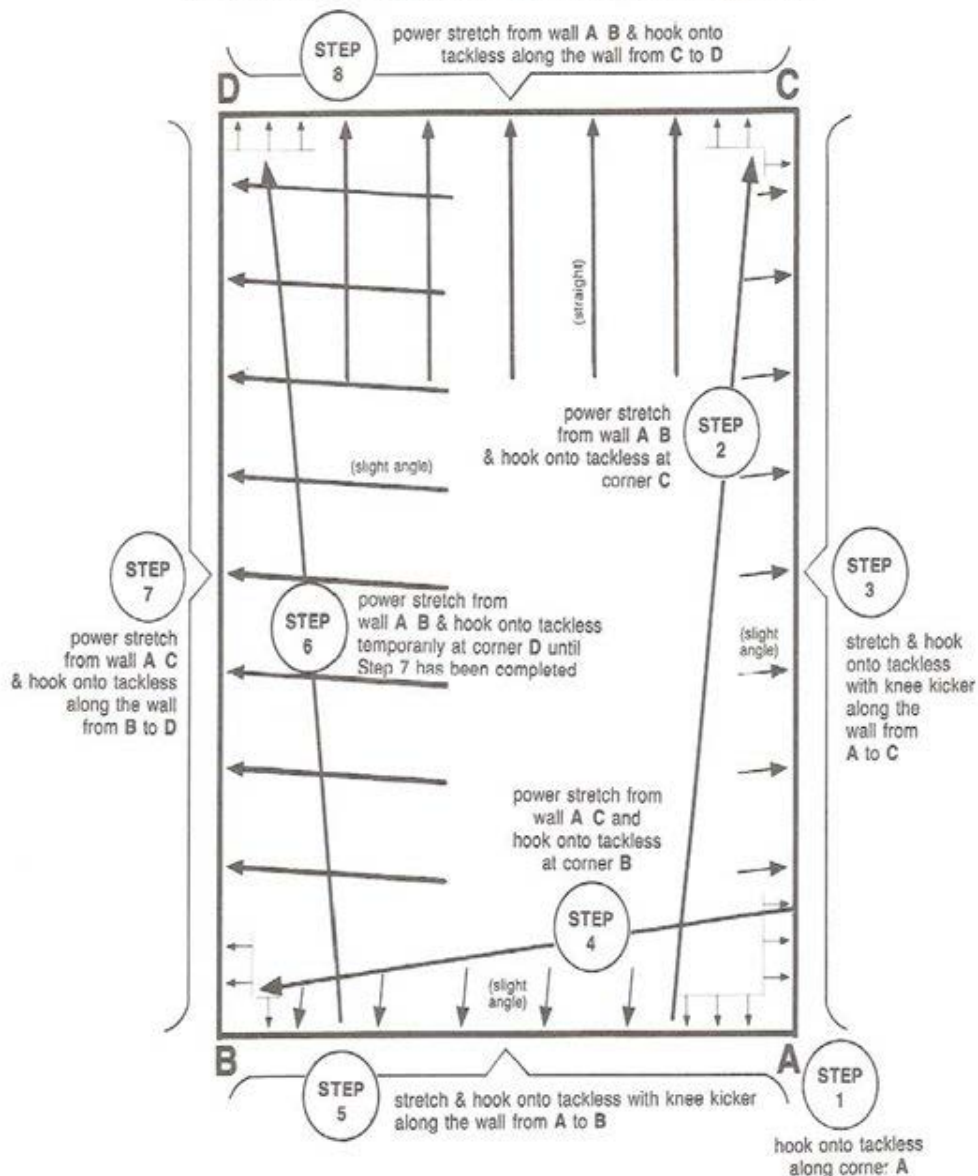 STEP
8
power stretch from wall A B & hook onto
tackless along the wall from C to D
D
C
(straight)
power stretch
from wall A B
& hook onto tackless at
corner C
STEP
2
(slight angle)
STEP
7
power stretch
from wall A C
& hook onto tackless
along the wall
from B to D
STEP
6
power stretch from
wall A B & hook onto tackless
temporarily at corner D until
Step 7 has been completed
STEP
3
stretch & hook
onto tackless
with knee kicker
along the
wall from
A to C
(slight
angle)
power stretch from
wall A C and
hook onto tackless
at corner B
STEP
4
(slight
angle)
B
A
STEP
5
stretch & hook onto tackless with knee kicker
along the wall from A to B
STEP
1
hook onto tackless
along corner A